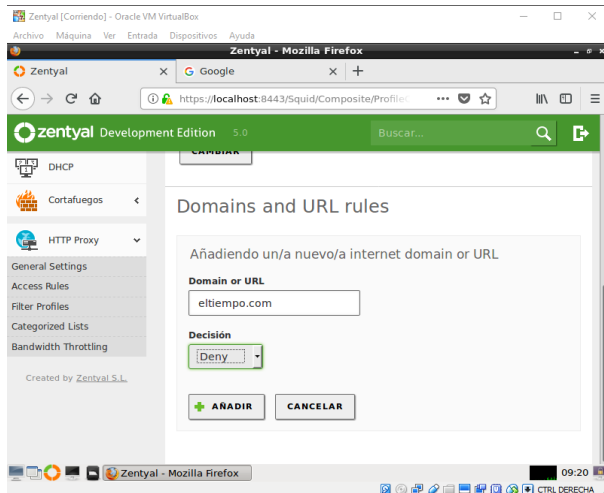 Zentyal [Corriendo] - Oracle VM VirtualBox
Archivo Máquina Ver Entrada Dispositivos Ayuda
Zentyal - Mozilla Firefox
Zentyal
Google
https://localhost:8443/Squid/Composite/Profile
zentyal Development Edition 5.0
Buscar...
CAMBIAR
DHCP
Cortafuegos
HTTP Proxy
General Settings
Access Rules
Filter Profiles
Categorized Lists
Bandwidth Throttling
Created by Zentyal S.L.
Domains and URL rules
Añadiendo un/a nuevo/a internet domain or URL
Domain or URL
eltiempo.com
Decisión
Deny
AÑADIR
CANCELAR
Zentyal - Mozilla Firefox
09:20
CTRL DERECHA